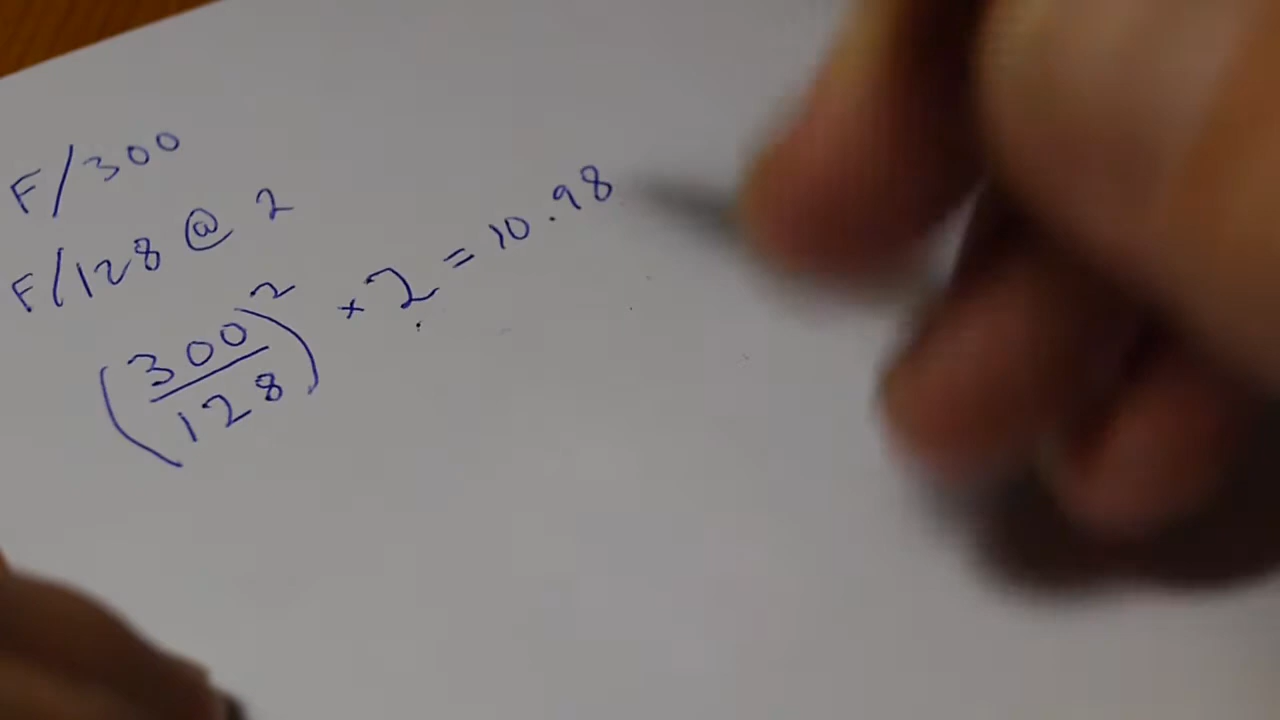 F/300
F/128 @ 2
(300/128)² × 2 = 10.98